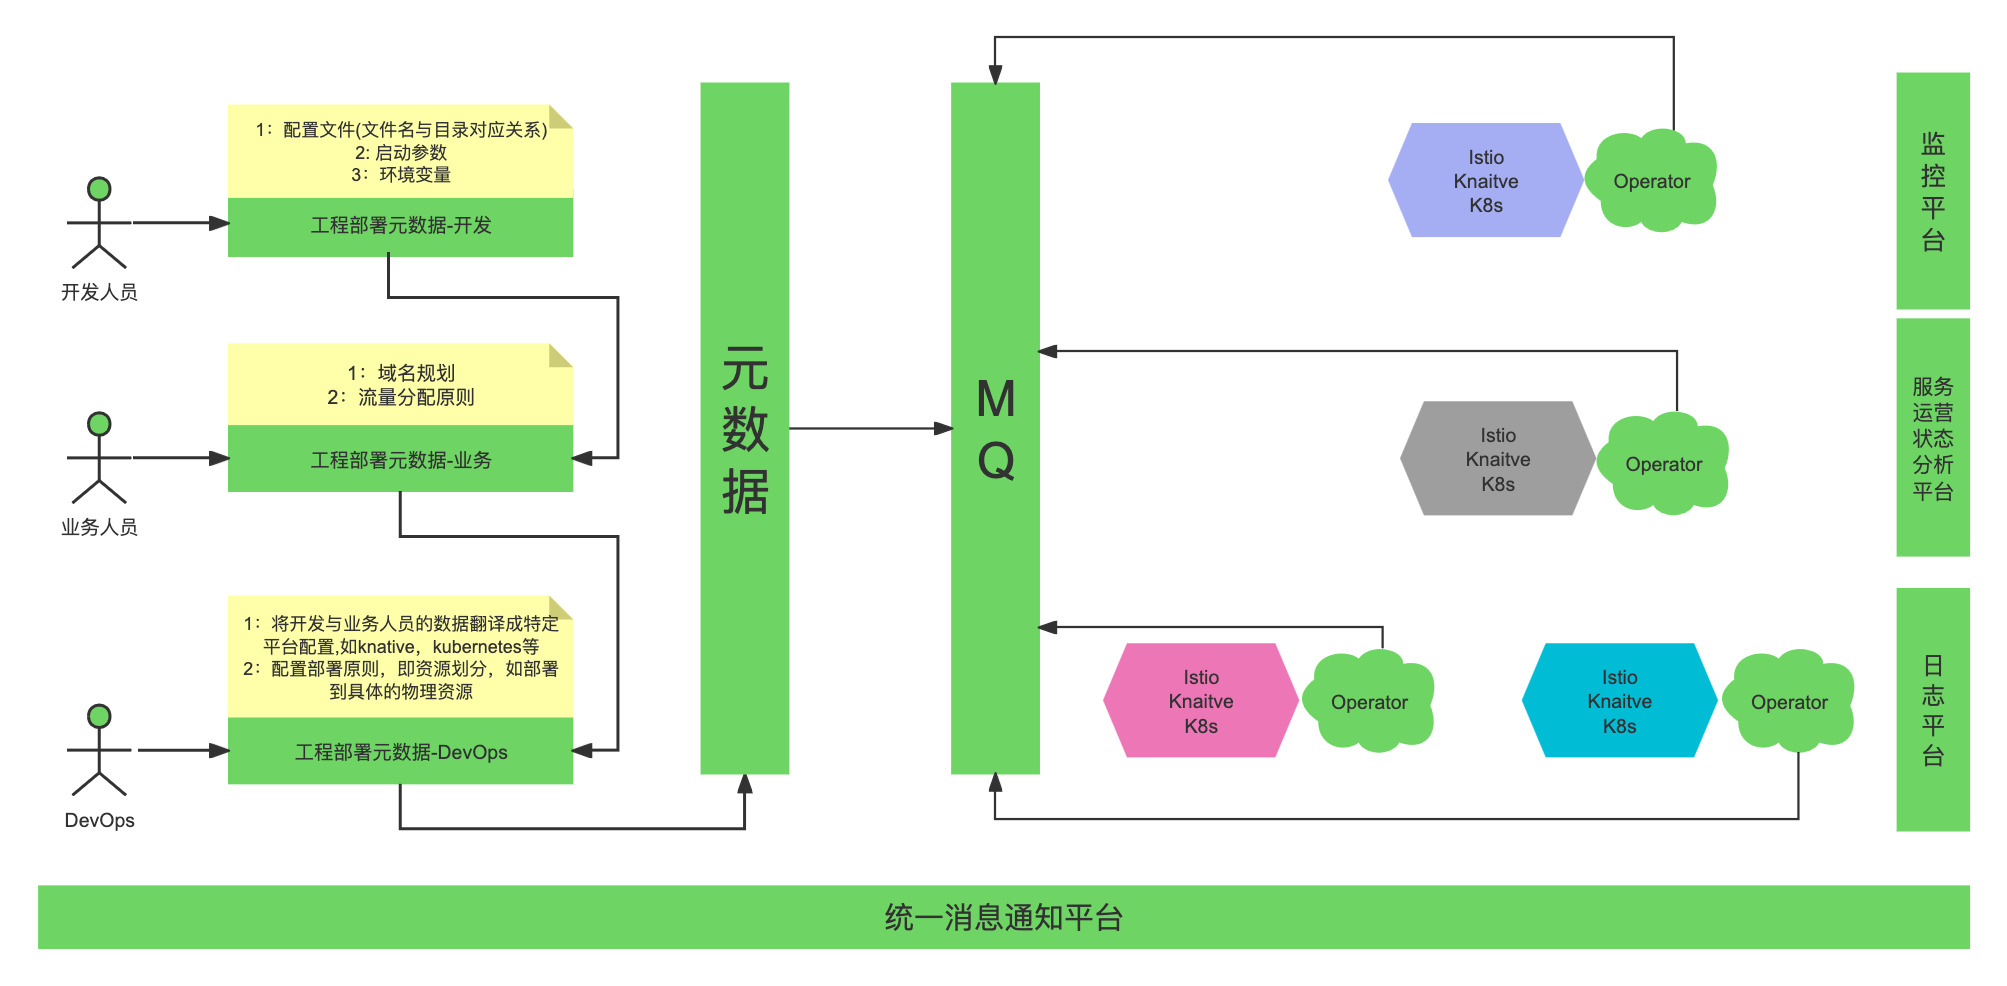 1：配置文件(文件名与目录对应关系)
2: 启动参数
3：环境变量
工程部署元数据-开发
开发人员
1：域名规划
2：流量分配原则
工程部署元数据-业务
业务人员
1：将开发与业务人员的数据翻译成特定
平台配置,如knative，kubernetes等
2：配置部署原则，即资源划分，如部署
到具体的物理资源
工程部署元数据-DevOps
DevOps
元
数
据
M
Q
Istio
Knaitve
K8s
Operator
Istio
Knaitve
K8s
Operator
Istio
Knaitve
K8s
Operator
Istio
Knaitve
K8s
Operator
监
控
平
台
服务
运营
状态
分析
平台
日
志
平
台
统一消息通知平台